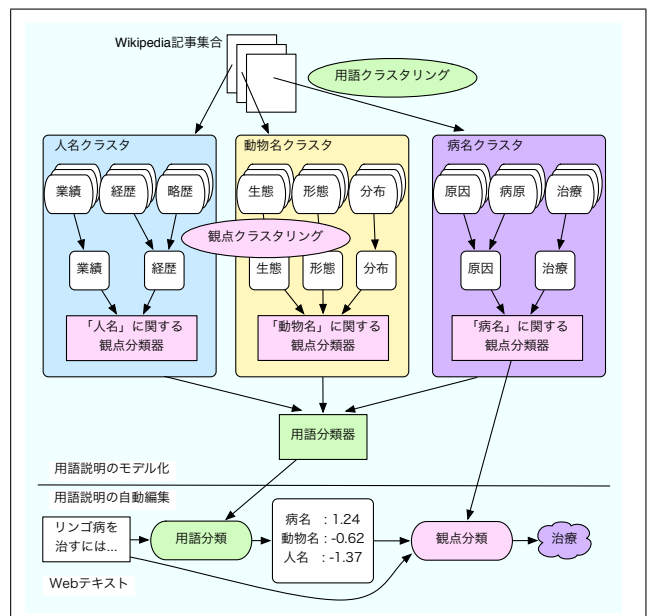 Wikipedia記事集合
用語クラスタリング
人名クラスタ
動物名クラスタ
病名クラスタ
業績 経歴 略歴
生態 形態 分布
原因 病原 治療
観点クラスタリング
業績 経歴
生態 形態 分布
原因 治療
「人名」に関する
観点分類器
「動物名」に関する
観点分類器
「病名」に関する
観点分類器
用語分類器
用語説明のモデル化
用語説明の自動編集
リンゴ病を
治すには...
用語分類
病名 : 1.24
動物名 : -0.62
人名 : -1.37
観点分類
治療
Webテキスト